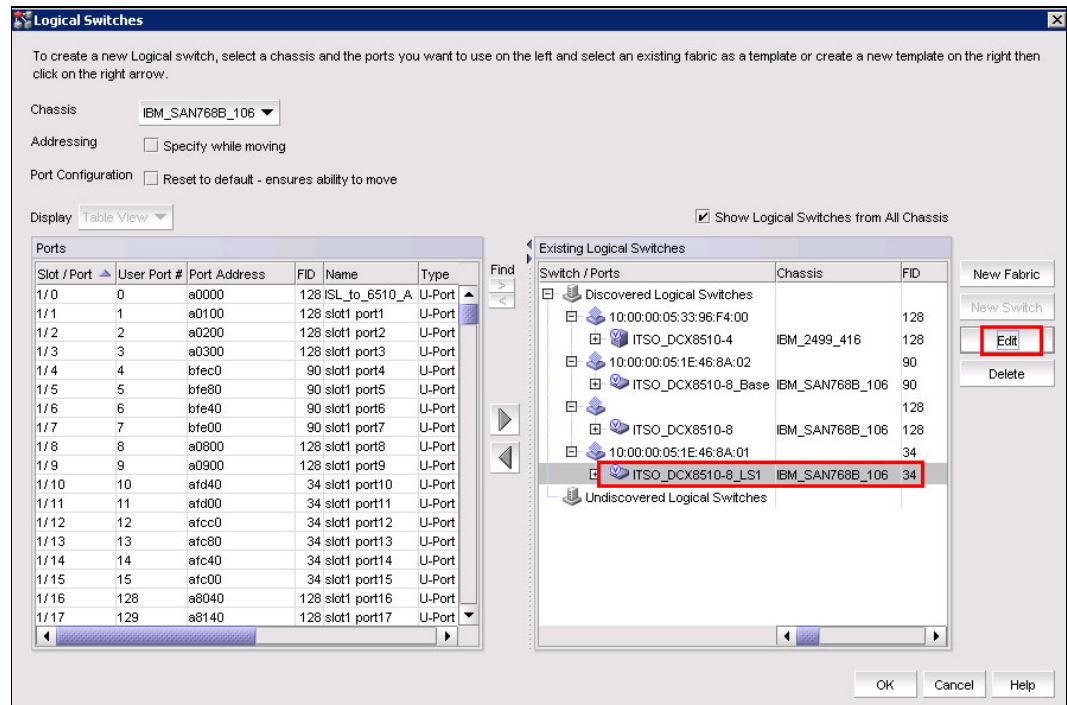 Logical Switches
To create a new Logical switch, select a chassis and the ports you want to use on the left and select an existing fabric as a template or create a new template on the right then
click on the right arrow.
Chassis IBM_SAN768B_106
Addressing Specify while moving
Port Configuration Reset to default - ensures ability to move
Display Table View
Show Logical Switches from All Chassis
Ports
Slot / Port User Port # Port Address FID Name Type
1/0 0 a0000 128 ISL_to_6510_A U-Port
1/1 1 a0100 128 slot1 port1 U-Port
1/2 2 a0200 128 slot1 port2 U-Port
1/3 3 a0300 128 slot1 port3 U-Port
1/4 4 bfec0 90 slot1 port4 U-Port
1/5 5 bfe80 90 slot1 port5 U-Port
1/6 6 bfe40 90 slot1 port6 U-Port
1/7 7 bfe00 90 slot1 port7 U-Port
1/8 8 a0800 128 slot1 port8 U-Port
1/9 9 a0900 128 slot1 port9 U-Port
1/10 10 afd40 34 slot1 port10 U-Port
1/11 11 afd00 34 slot1 port11 U-Port
1/12 12 afcc0 34 slot1 port12 U-Port
1/13 13 afc80 34 slot1 port13 U-Port
1/14 14 afc40 34 slot1 port14 U-Port
1/15 15 afc00 34 slot1 port15 U-Port
1/16 128 a8040 128 slot1 port16 U-Port
1/17 129 a8140 128 slot1 port17 U-Port
Find
>
<
Existing Logical Switches
Switch / Ports Chassis FID
Discovered Logical Switches
10:00:00:05:33:96:F4:00 128
ITSO_DCX8510-4 IBM_2499_416 128
10:00:00:05:1E:46:8A:02 90
ITSO_DCX8510-8_Base IBM_SAN768B_106 90
128
ITSO_DCX8510-8 IBM_SAN768B_106 128
10:00:00:05:1E:46:8A:01 34
ITSO_DCX8510-8_LS1 IBM_SAN768B_106 34
Undiscovered Logical Switches
New Fabric
New Switch
Edit
Delete
OK Cancel Help